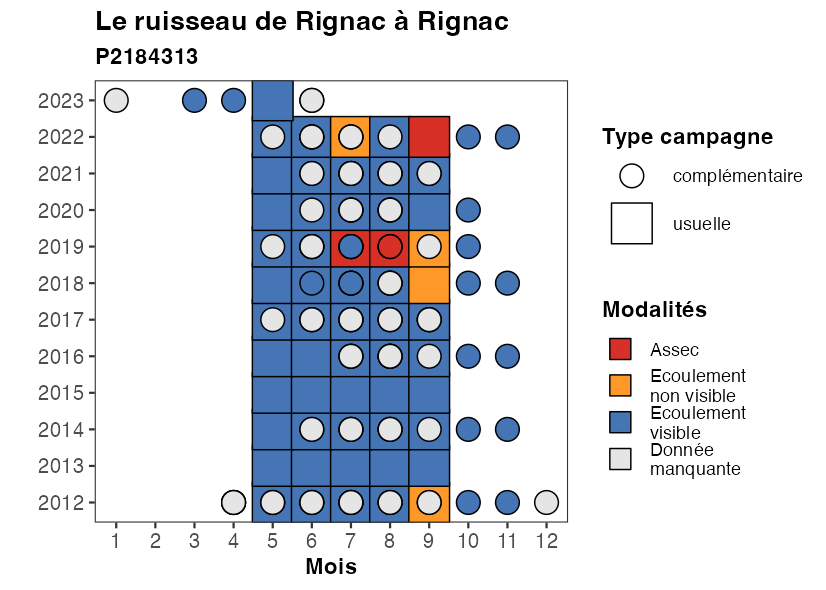 Le ruisseau de Rignac à Rignac
P2184313
2023
2022
2021
2020
2019
2018
2017
2016
2015
2014
2013
2012
1 2 3 4 5 6 7 8 9 10 11 12
Mois
Type campagne
complémentaire
usuelle
Modalités
Assec
Ecoulement
non visible
Ecoulement
visible
Donnée
manquante